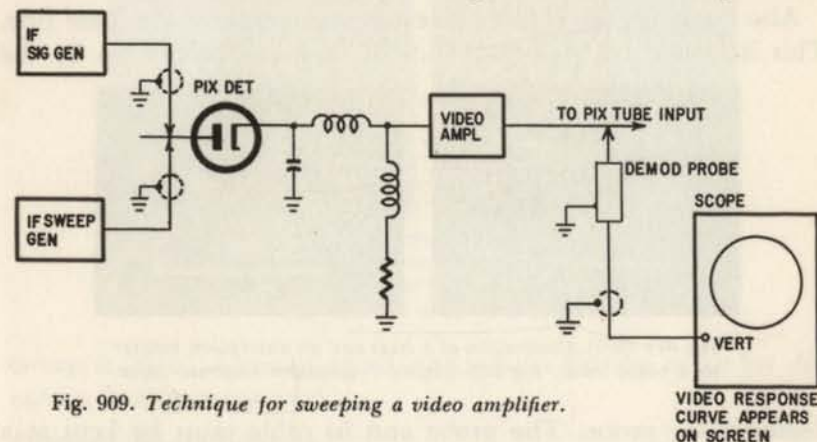 IF
SIG GEN
PIX DET
VIDEO
AMPL
TO PIX TUBE INPUT
DEMOD PROBE
SCOPE
IF SWEEP
GEN
VERT
Fig. 909. Technique for sweeping a video amplifier.
VIDEO RESPONSE
CURVE APPEARS
ON SCREEN